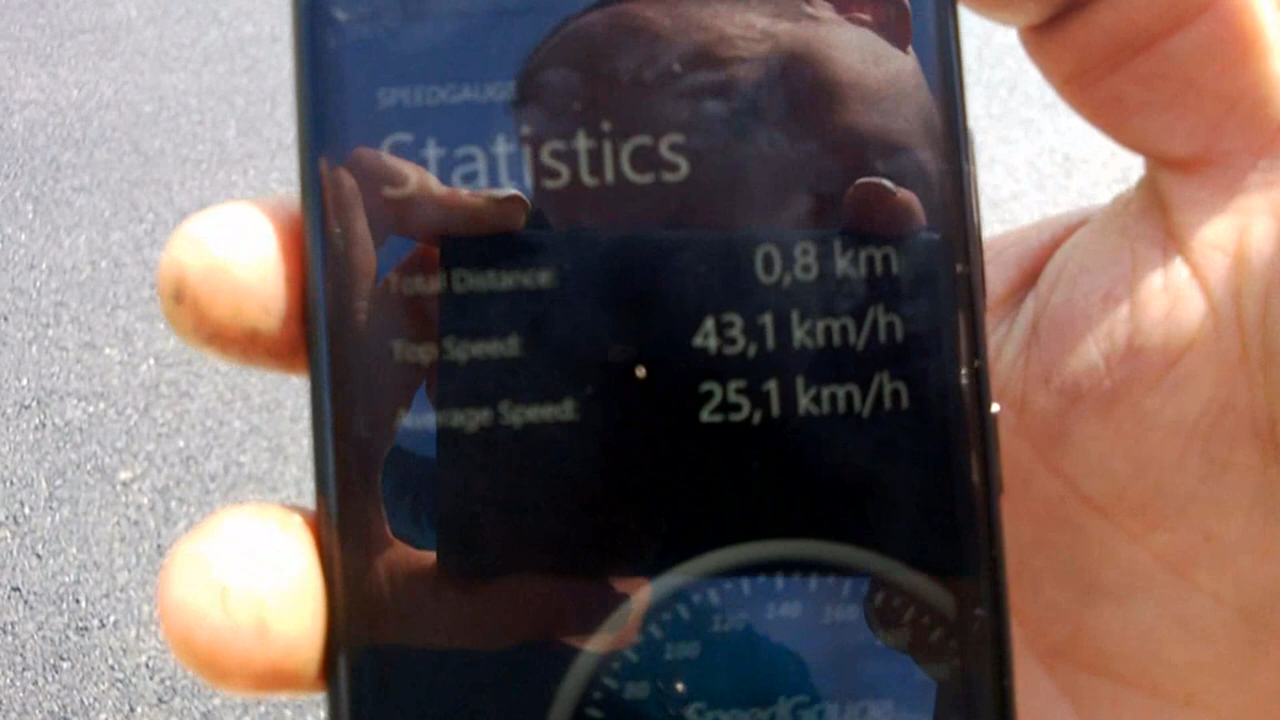 SPEEDGAUGE
Statistics
Total Distance: 0,8 km
Top Speed: 43,1 km/h
Average Speed: 25,1 km/h
120 140 160
100
80
SpeedGauge